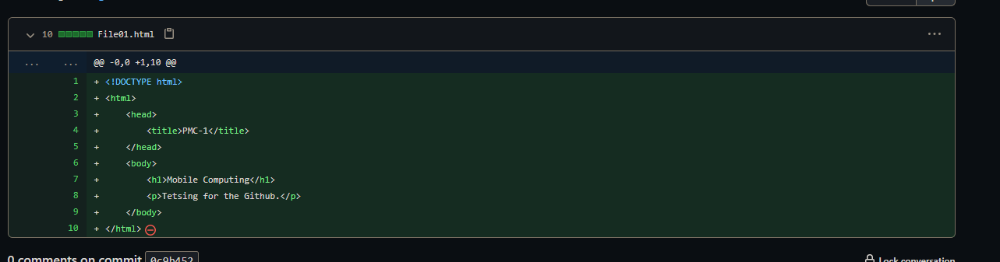 10 File01.html
... ... @@ -0,0 +1,10 @@
1 + <!DOCTYPE html>
2 + <html>
3 +     <head>
4 +         <title>PMC-1</title>
5 +     </head>
6 +     <body>
7 +         <h1>Mobile Computing</h1>
8 +         <p>Tetsing for the Github.</p>
9 +     </body>
10 + </html>
0 comments on commit 0c9b452
Lock conversation